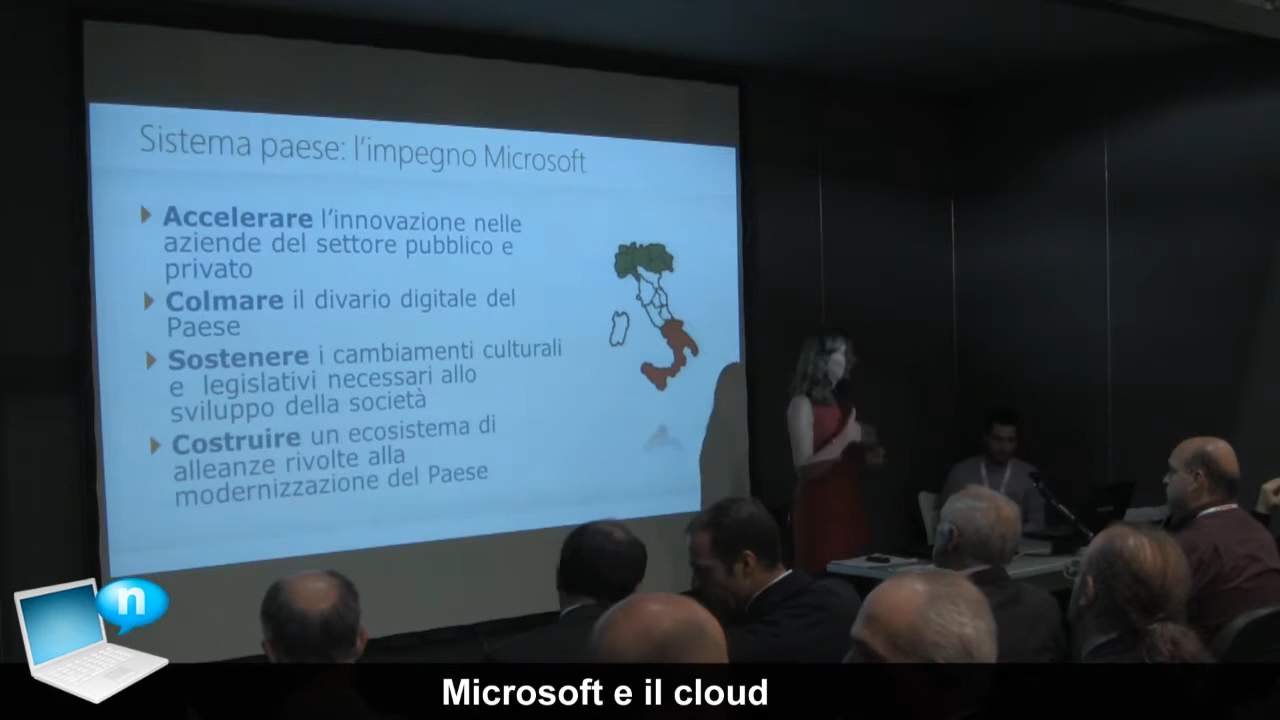 Sistema paese: l'impegno Microsoft
Accelerare l'innovazione nelle
aziende del settore pubblico e
privato
Colmare il divario digitale del
Paese
Sostenere i cambiamenti culturali
e legislativi necessari allo
sviluppo della società
Costruire un ecosistema di
alleanze rivolte alla
modernizzazione del Paese
n
Microsoft e il cloud